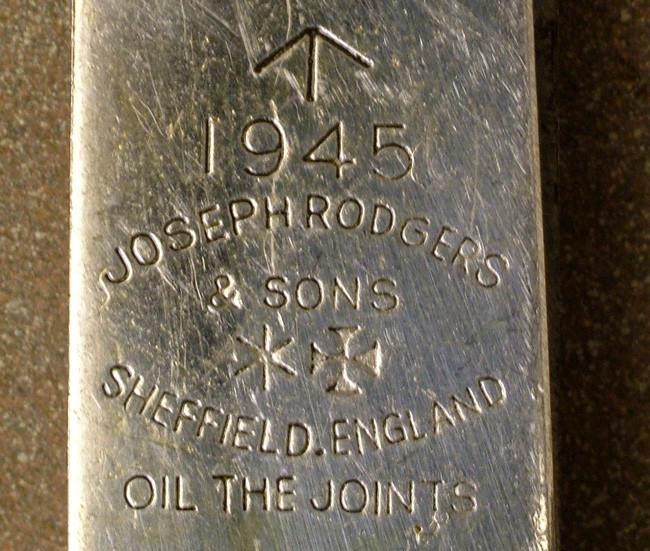 1945
JOSEPH RODGERS
& SONS
SHEFFIELD.ENGLAND
OIL THE JOINTS